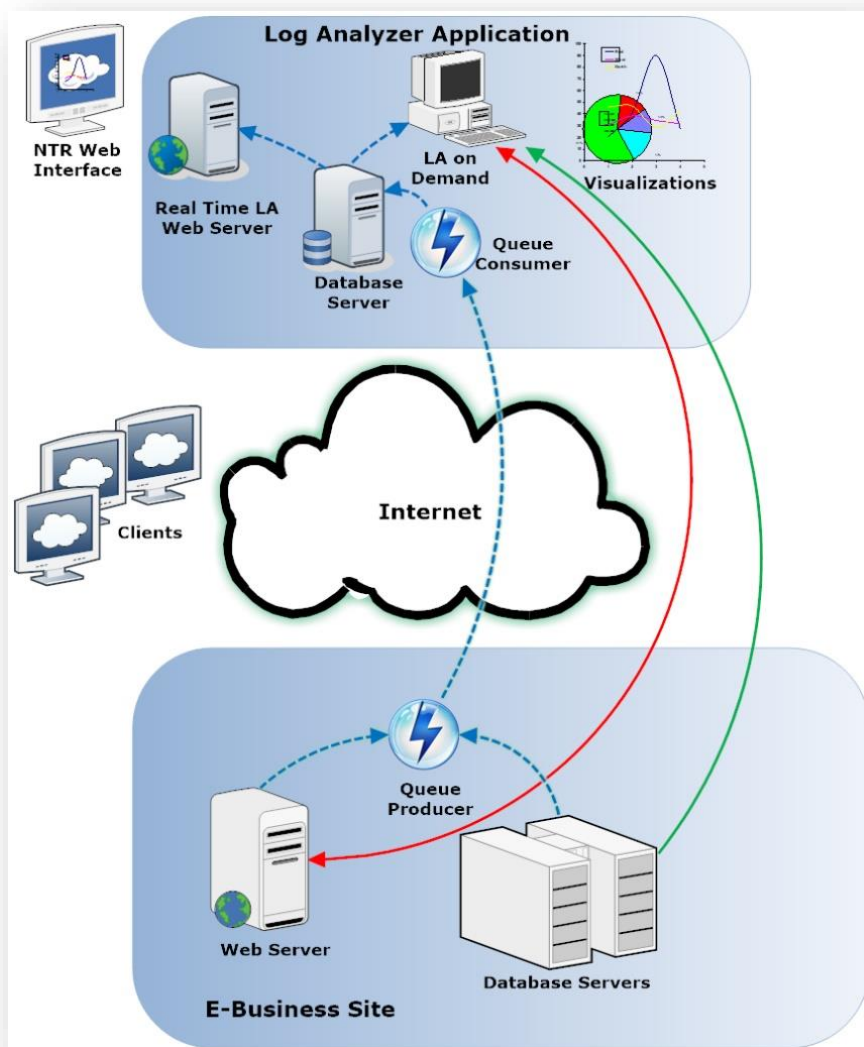 Log Analyzer Application
NTR Web
Interface
Real Time LA
Web Server
Database
Server
LA on
Demand
Queue
Consumer
Visualizations
Clients
Internet
Queue
Producer
Web Server
Database Servers
E-Business Site